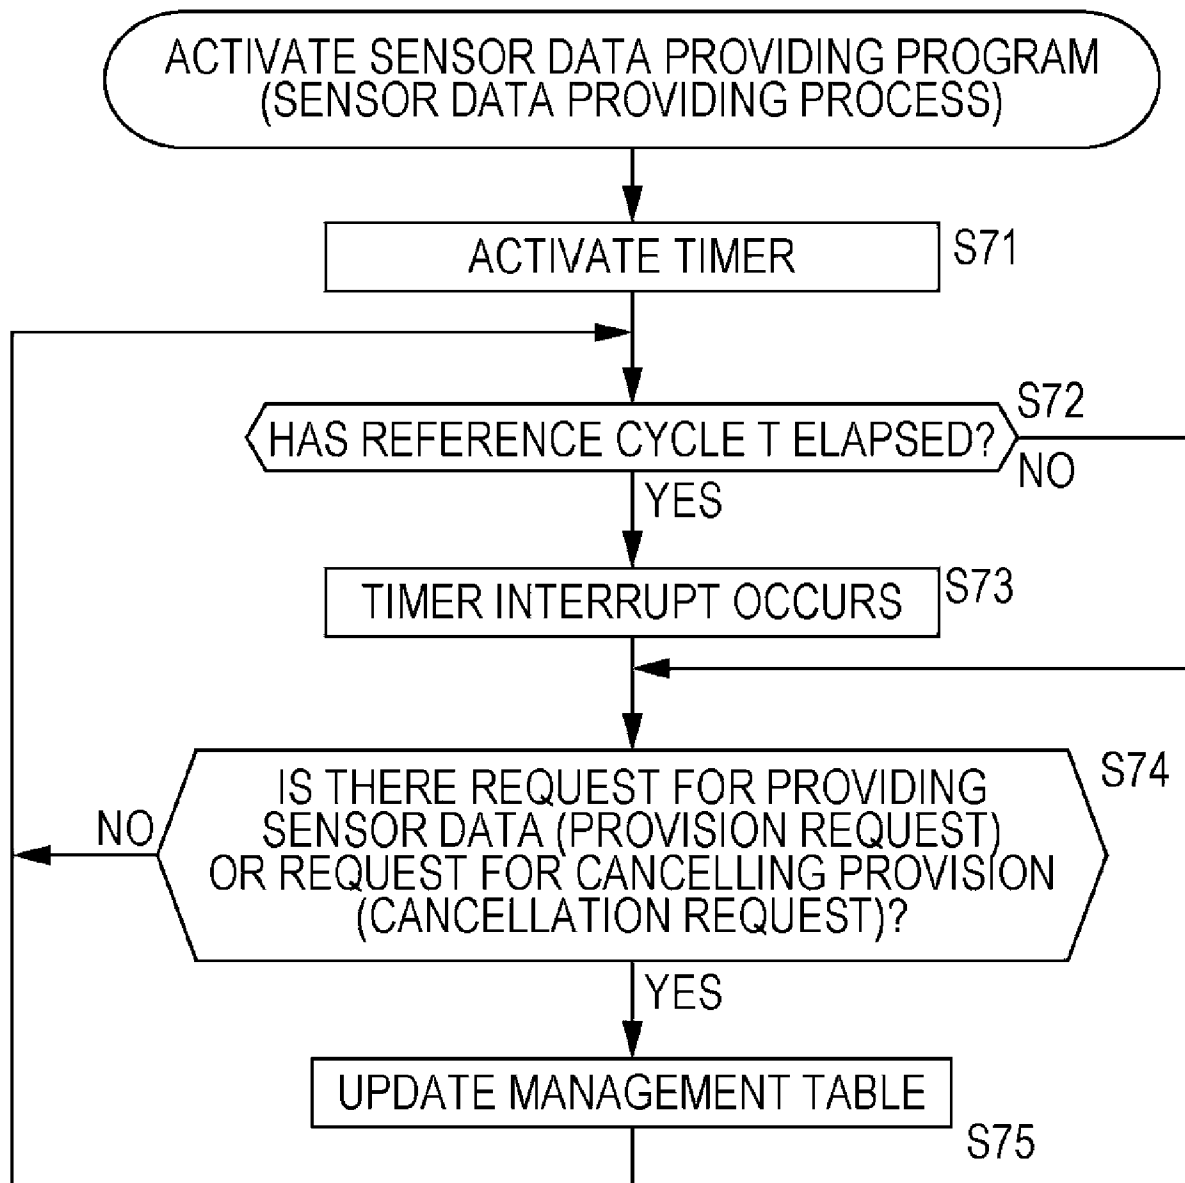 ACTIVATE SENSOR DATA PROVIDING PROGRAM
(SENSOR DATA PROVIDING PROCESS)
ACTIVATE TIMER
S71
HAS REFERENCE CYCLE T ELAPSED?
S72
NO
YES
TIMER INTERRUPT OCCURS
S73
IS THERE REQUEST FOR PROVIDING
SENSOR DATA (PROVISION REQUEST)
OR REQUEST FOR CANCELLING PROVISION
(CANCELLATION REQUEST)?
S74
NO
YES
UPDATE MANAGEMENT TABLE
S75